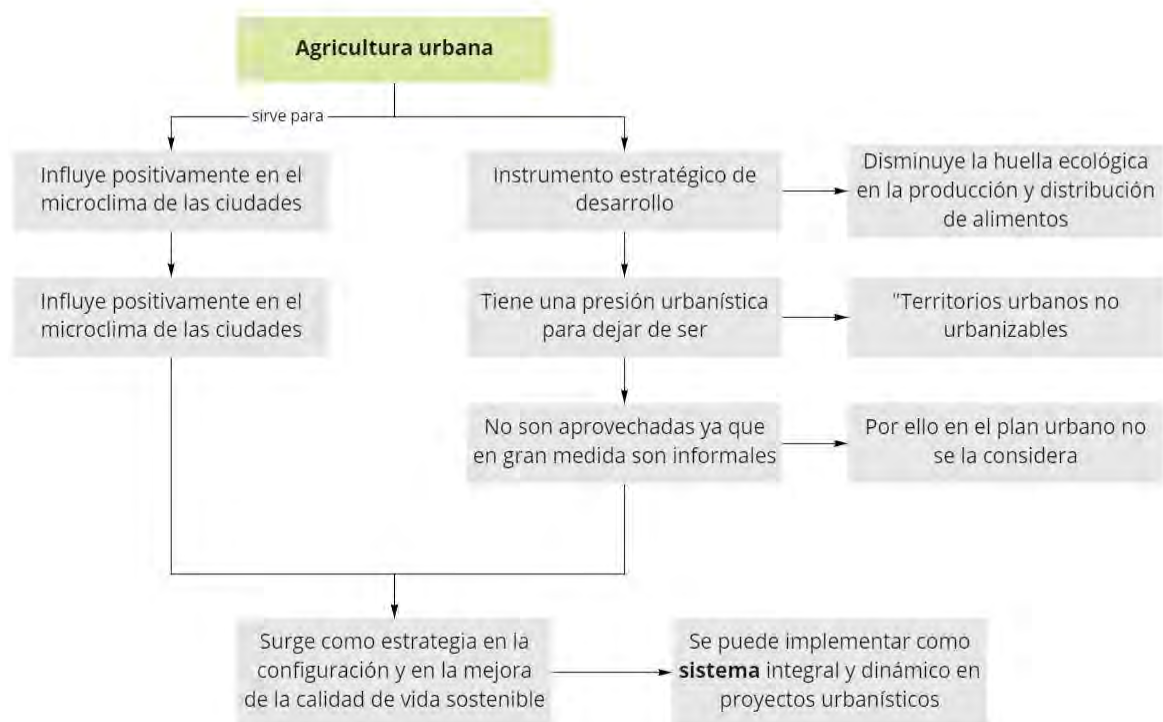 Agricultura urbana
sirve para
Influye positivamente en el
microclima de las ciudades
Instrumento estratégico de
desarrollo
Disminuye la huella ecológica
en la producción y distribución
de alimentos
Influye positivamente en el
microclima de las ciudades
Tiene una presión urbanística
para dejar de ser
"Territorios urbanos no
urbanizables
No son aprovechadas ya que
en gran medida son informales
Por ello en el plan urbano no
se la considera
Surge como estrategia en la
configuración y en la mejora
de la calidad de vida sostenible
Se puede implementar como
sistema integral y dinámico en
proyectos urbanísticos